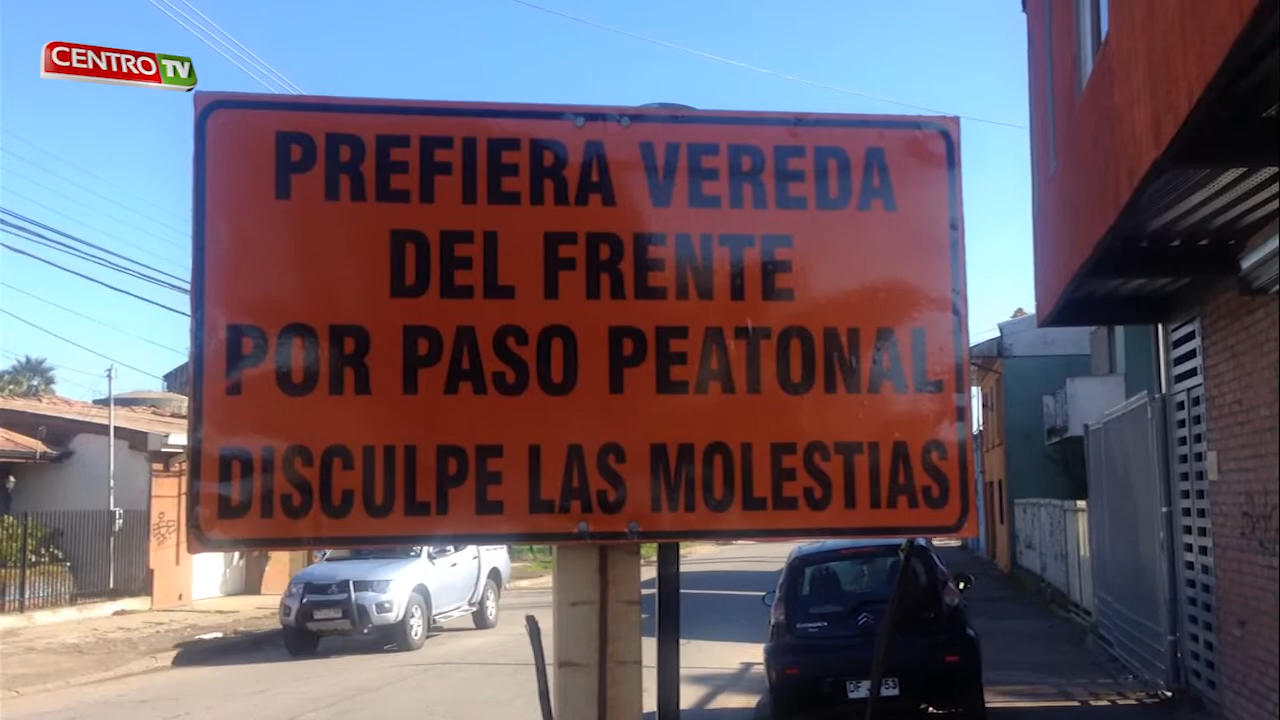 CENTRO TV
PREFIERA VEREDA
DEL FRENTE
POR PASO PEATONAL
DISCULPE LAS MOLESTIAS